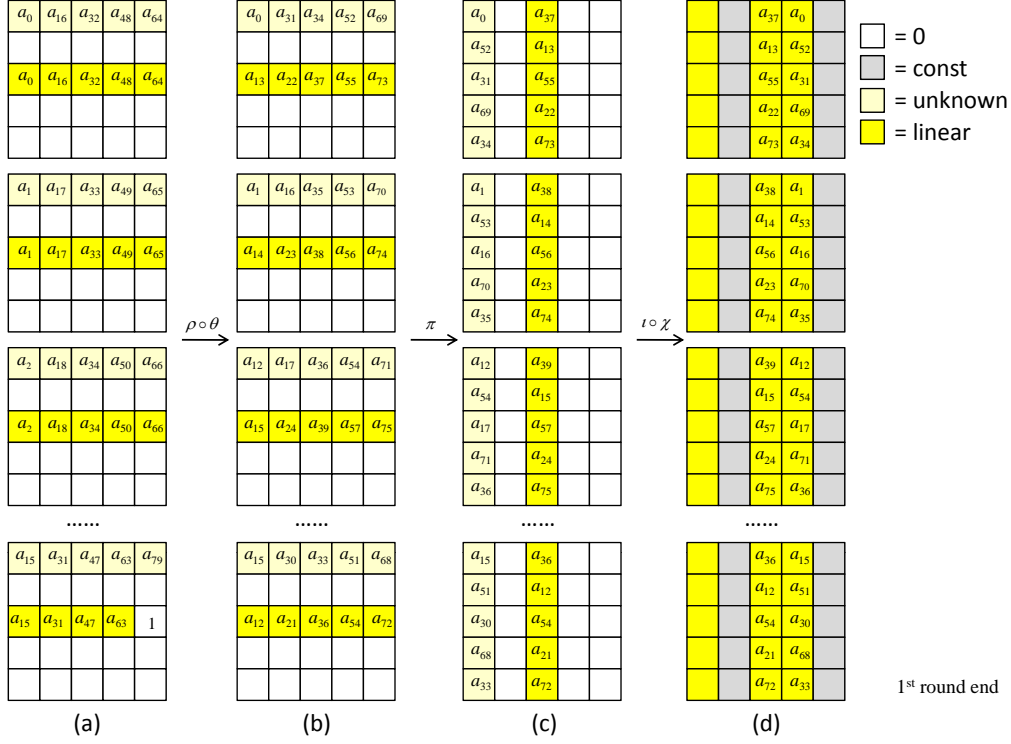 a₀ a₁₆ a₃₂ a₄₈ a₆₄
a₀ a₁₆ a₃₂ a₄₈ a₆₄
a₁ a₁₇ a₃₃ a₄₉ a₆₅
a₁ a₁₇ a₃₃ a₄₉ a₆₅
a₂ a₁₈ a₃₄ a₅₀ a₆₆
a₂ a₁₈ a₃₄ a₅₀ a₆₆
......
a₁₅ a₃₁ a₄₇ a₆₃ a₇₉
a₁₅ a₃₁ a₄₇ a₆₃ 1
(a)
ρ∘θ
a₀ a₃₁ a₃₄ a₅₂ a₆₉
a₁₃ a₂₂ a₃₇ a₅₅ a₇₃
a₁ a₁₆ a₃₅ a₅₃ a₇₀
a₁₄ a₂₃ a₃₈ a₅₆ a₇₄
a₁₂ a₁₇ a₃₆ a₅₄ a₇₁
a₁₅ a₂₄ a₃₉ a₅₇ a₇₅
......
a₁₅ a₃₀ a₃₃ a₅₁ a₆₈
a₁₂ a₂₁ a₃₆ a₅₄ a₇₂
(b)
π
a₀ a₃₇
a₅₂ a₁₃
a₃₁ a₅₅
a₆₉ a₂₂
a₃₄ a₇₃
a₁ a₃₈
a₅₃ a₁₄
a₁₆ a₅₆
a₇₀ a₂₃
a₃₅ a₇₄
a₁₂ a₃₉
a₅₄ a₁₅
a₁₇ a₅₇
a₇₁ a₂₄
a₃₆ a₇₅
......
a₁₅ a₃₆
a₅₁ a₁₂
a₃₀ a₅₄
a₆₈ a₂₁
a₃₃ a₇₂
(c)
ι∘χ
a₃₇ a₀
a₁₃ a₅₂
a₅₅ a₃₁
a₂₂ a₆₉
a₇₃ a₃₄
a₃₈ a₁
a₁₄ a₅₃
a₅₆ a₁₆
a₂₃ a₇₀
a₇₄ a₃₅
a₃₉ a₁₂
a₁₅ a₅₄
a₅₇ a₁₇
a₂₄ a₇₁
a₇₅ a₃₆
......
a₃₆ a₁₅
a₁₂ a₅₁
a₅₄ a₃₀
a₂₁ a₆₈
a₇₂ a₃₃
(d)
= 0
= const
= unknown
= linear
1ˢᵗ round end